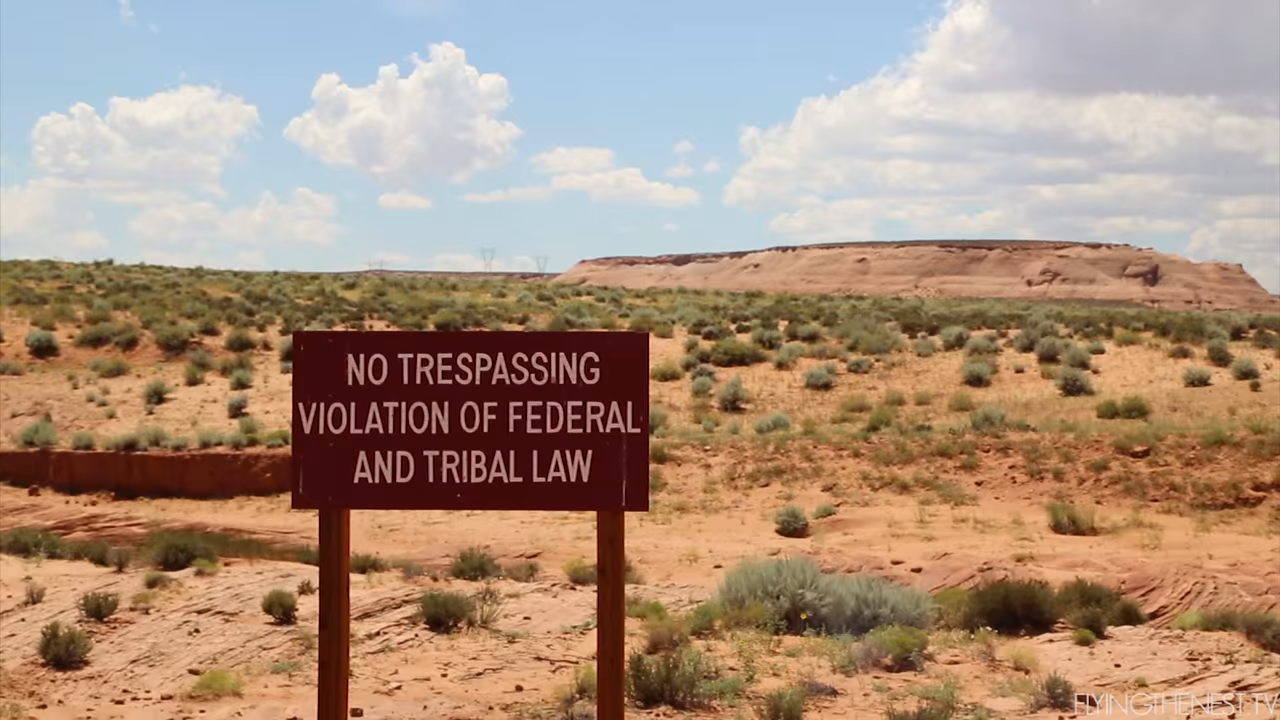 NO TRESPASSING
VIOLATION OF FEDERAL
AND TRIBAL LAW
FLYINGTHENEST.TV